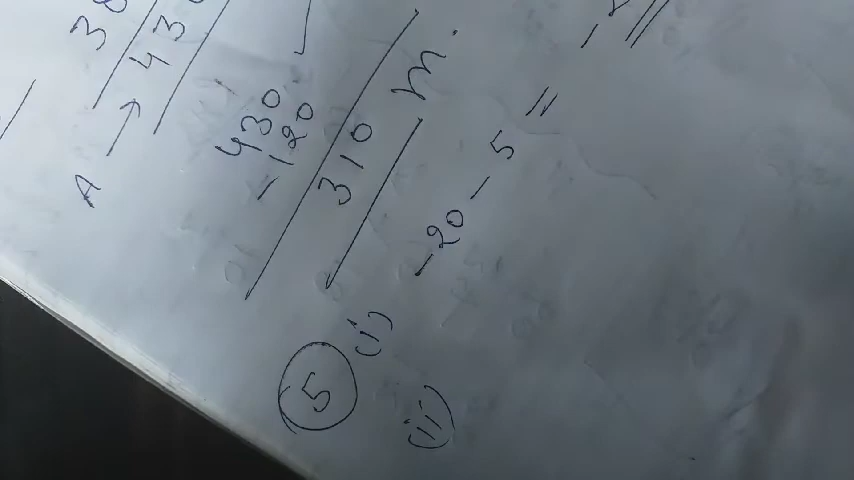 A → 43
430
-120
310 m.
5 (i) -20 - 5 = -
(ii)